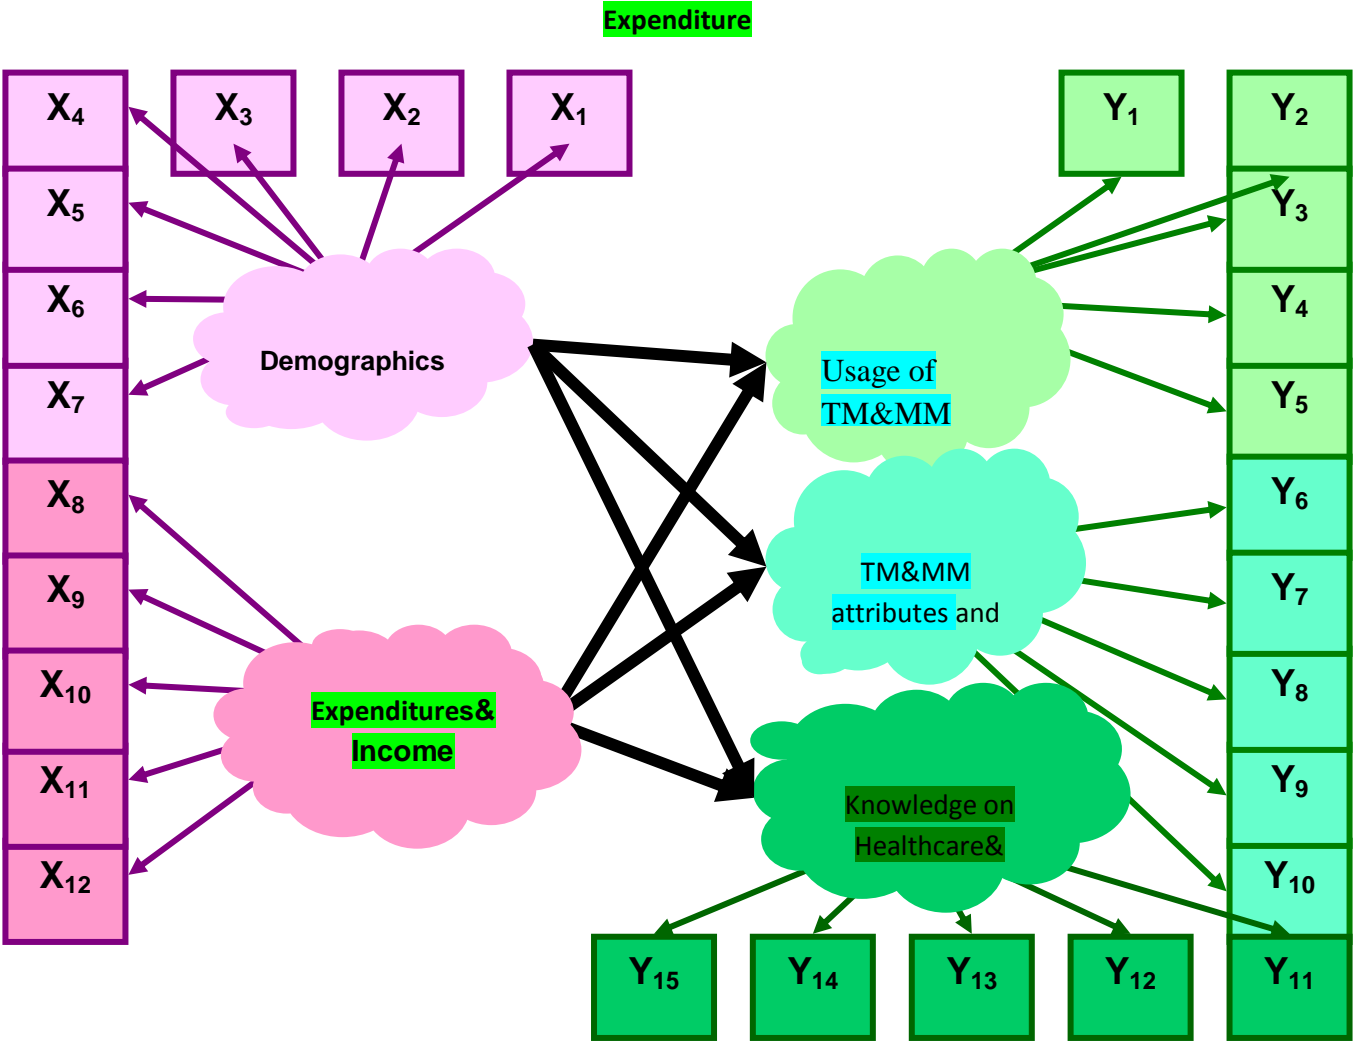 Expenditure
X4 X3 X2 X1 Y1 Y2
X5 Y3
X6 Y4
Demographics
Usage of
TM&MM
X7 Y5
X8 Y6
TM&MM
attributes and
X9 Y7
X10 Y8
Expenditures&
Income
X11 Y9
Knowledge on
Healthcare&
X12 Y10
Y15 Y14 Y13 Y12 Y11